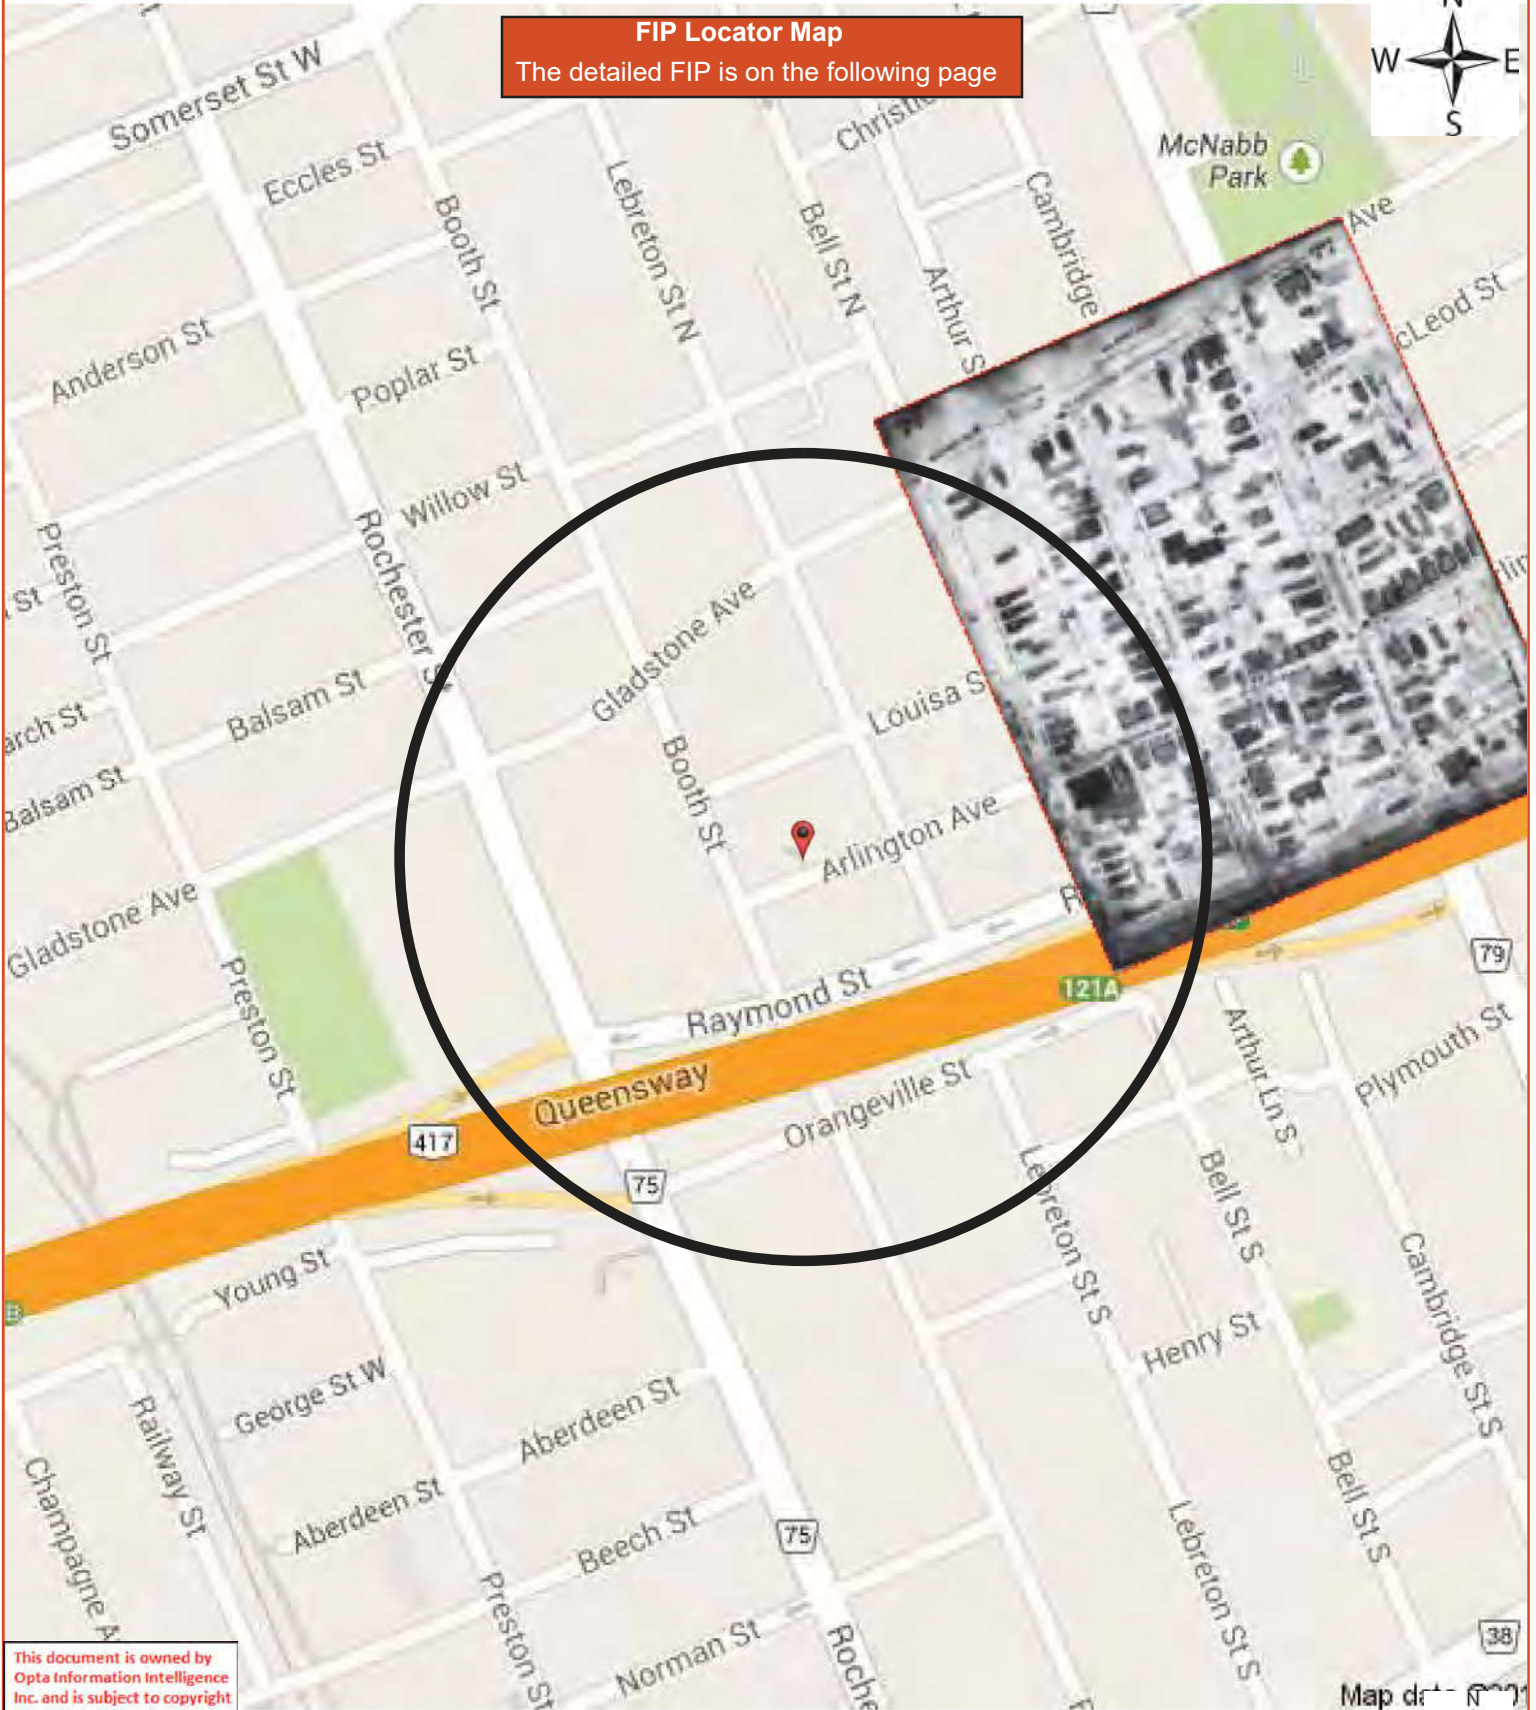 FIP Locator Map
The detailed FIP is on the following page
N
W
E
S
Somerset St W
Eccles St
Booth St
Lebreton St N
Bell St N
Cambridge
Arthur S
McNabb
Park
Ave
cLeod St
Anderson St
Poplar St
Willow St
Rochester St
Preston St
St
arch St
Balsam St
Balsam St
Gladstone Ave
Louisa S
Booth St
Arlington Ave
Gladstone Ave
Preston St
Raymond St
Queensway
417
121A
79
75
Orangeville St
Arthur Ln S
Plymouth St
Lebreton St S
Bell St S
Cambridge St S
Henry St
Young St
George St W
Aberdeen St
Aberdeen St
Railway St
Champagne A
Beech St
75
Preston St
Norman St
Roche
Lebreton St S
Bell St S
38
This document is owned by
Opta Information Intelligence
Inc. and is subject to copyright
Map
N